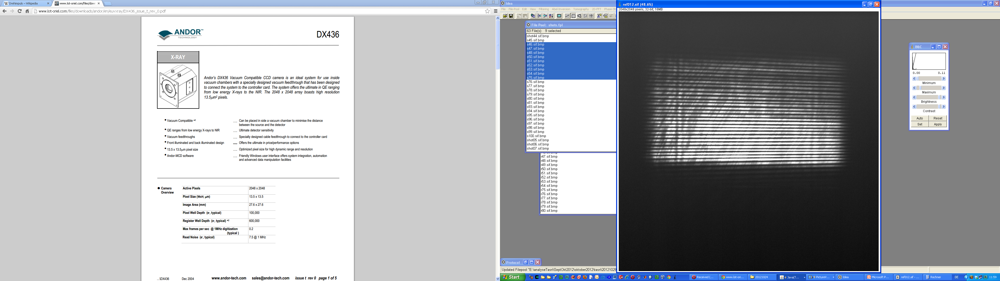 Drehimpuls – Wikipedia
www.lot-oriel.com/files/dow
www.lot-oriel.com/files/downloads/andor/en/euvxray/DX436_issue_t_rev_0.pdf
ANDOR™
TECHNOLOGY
DX436
X-RAY
Andor's DX436 Vacuum Compatible CCD camera is an ideal system for use inside
vacuum chambers with a specially designed vacuum feedthrough that has been designed
to connect the system to the controller card. The system offers the ultimate in QE ranging
from low energy X-rays to the NIR. The 2048 x 2048 array boasts high resolution
13.5µm² pixels.
• Vacuum Compatible •1 .... Can be placed in side a vacuum chamber to minimise the distance
between the source and the detector
• QE ranges from low energy X-rays to NIR .... Ultimate detector sensitivity
• Vacuum feedthroughs .... Specially designed cable feedthrough to connect to the controller card
• Front illuminated and back illuminated design .... Offers the ultimate in price/performance options
• 13.5 x 13.5µm pixel size .... Optimized pixel size for high dynamic range and resolution
• Andor-MCD software .... Friendly Windows user interface offers system integration, automation
and advanced data manipulation facilities
• Camera
Overview
Active Pixels 2048 x 2048
Pixel Size (WxH; µm) 13.5 x 13.5
Image Area (mm) 27.6 x 27.6
Pixel Well Depth (e-, typical) 100,000
Register Well Depth (e-, typical) •2 600,000
Max frames per sec @ 1MHz digitization 0.2
(typical )
Read Noise (e-, typical) 7.5 @ 1 MHz
...\DX436 Dec 2004 www.andor-tech.com sales@andor-tech.com issue t rev 0 page 1 of 5
Idea
File File-Pool Edit View Filtering Abel-Inversion Tomography 2D-FFT Phase-Sh
File Pool: shots.fpl
63 File(s): 9 selected
shot44.sif.bmp
s45.sif.bmp
s46.sif.bmp
s47.sif.bmp
s48.sif.bmp
s50.sif.bmp
s51.sif.bmp
s52.sif.bmp
s53.sif.bmp
s54.sif.bmp
s75.sif.bmp
s76.sif.bmp
s77.sif.bmp
s78.sif.bmp
s79.sif.bmp
s80.sif.bmp
s81.sif.bmp
s93.sif.bmp
s94.sif.bmp
s95.sif.bmp
s96.sif.bmp
s97.sif.bmp
s98.sif.bmp
s99.sif.bmp
s100.sif.bmp
shot05.sif.bmp
shot06.sif.bmp
shot07.sif.bmp
r47.sif.bmp
r48.sif.bmp
r49.sif.bmp
r50.sif.bmp
r51.sif.bmp
r52.sif.bmp
r53.sif.bmp
r54.sif.bmp
r75.sif.bmp
r76.sif.bmp
r77.sif.bmp
r78.sif.bmp
r79.sif.bmp
r80.sif.bmp
Protocol
Updated Filepool "E:\analyseTasri\SeptOkt2012\oktober2012\tasri\20121029
ref012.sif (48.6%)
2048x2048 pixels; 32-bit; 16MB
B&C
0.00 0.11
Minimum
Maximum
Brightness
Contrast
Auto Reset
Set Apply
Start
Received (...
www.lot-ori...
20121024
4 Java(T...
9 PictureV...
Idea
Microsoft P...
ref012.sif - ...
Rechner
DE
11:59